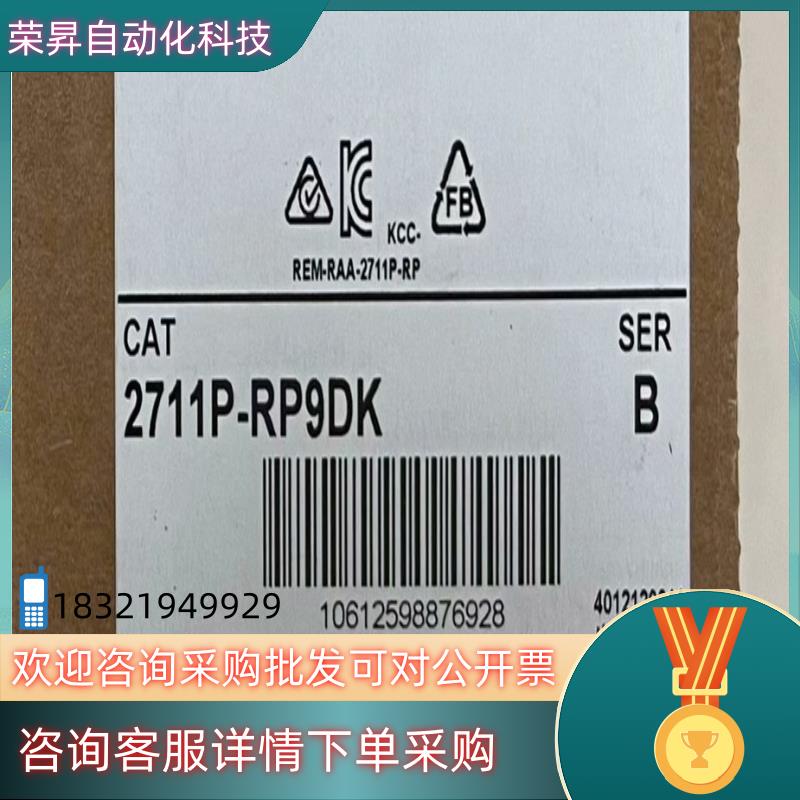 荣昇自动化科技
KCC-
REM-RAA-2711P-RP
FB
CAT
SER
2711P-RP9DK
B
18321949929
10612598876928
欢迎咨询采购批发可对公开票
咨询客服详情下单采购